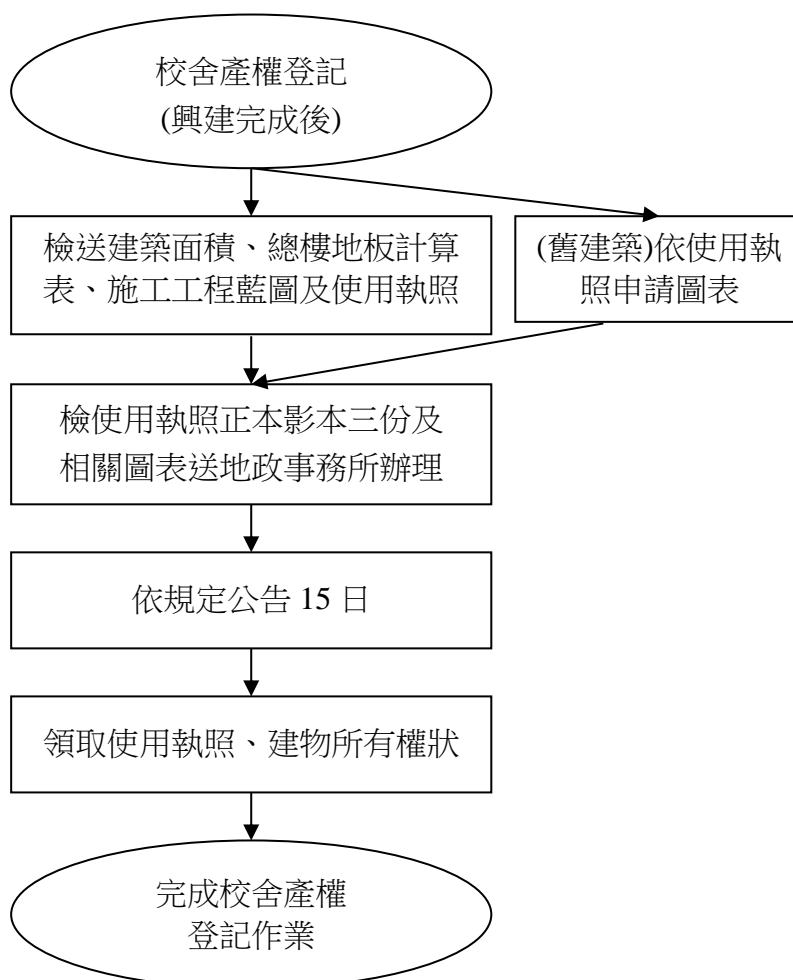 校舍產權登記
(興建完成後)
檢送建築面積、總樓地板計算
表、施工工程藍圖及使用執照
(舊建築)依使用執
照申請圖表
檢使用執照正本影本三份及
相關圖表送地政事務所辦理
依規定公告 15 日
領取使用執照、建物所有權狀
完成校舍產權
登記作業